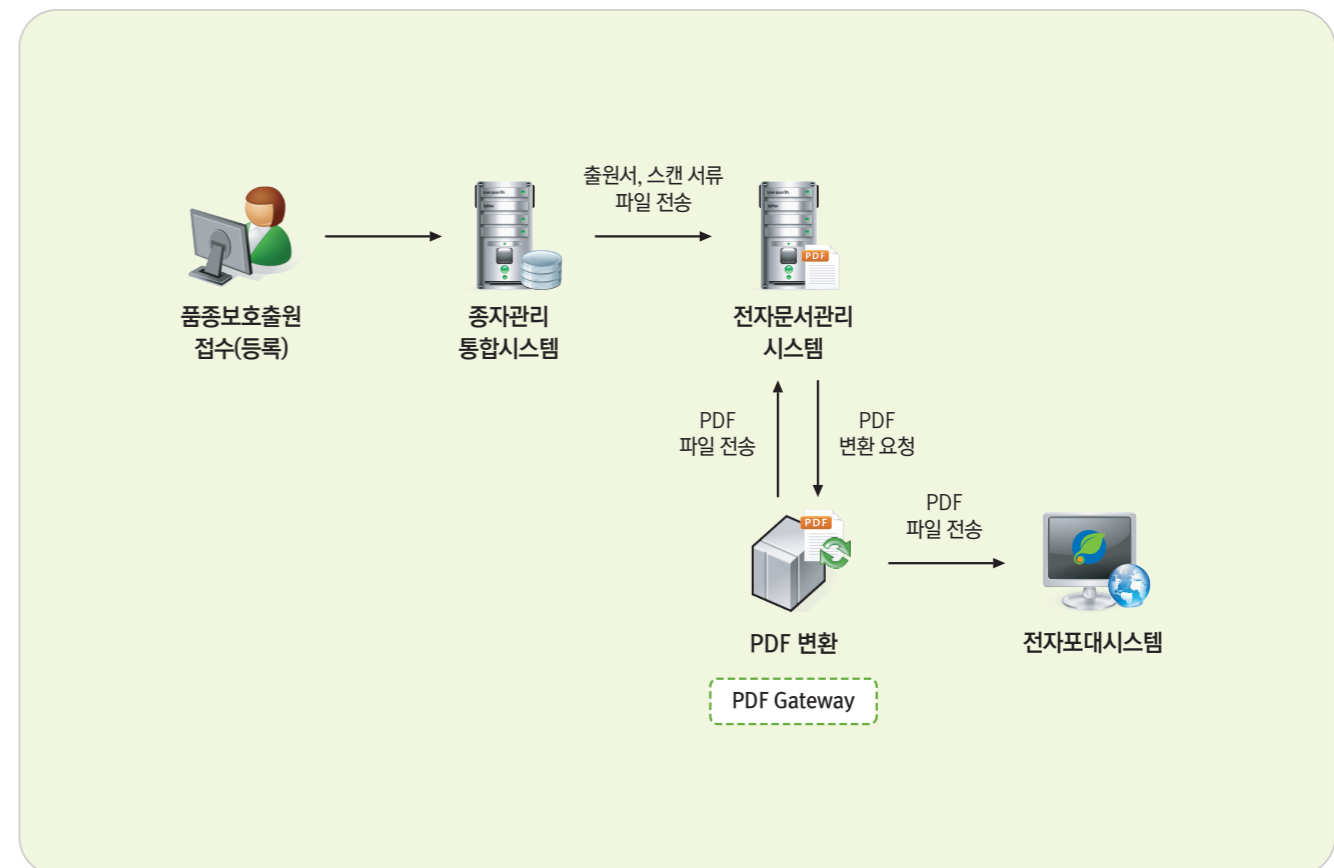 출원서, 스캔 서류
파일 전송
PDF
품종보호출원
접수(등록)
종자관리
통합시스템
전자문서관리
시스템
PDF
파일 전송
PDF
변환 요청
PDF
PDF
파일 전송
PDF 변환
전자포대시스템
PDF Gateway